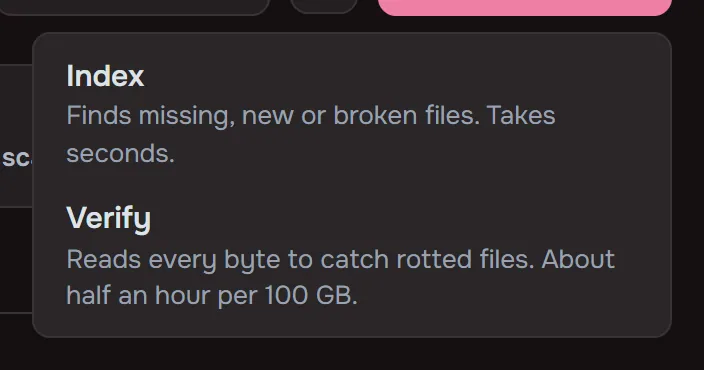 Index
Finds missing, new or broken files. Takes
seconds.
Verify
Reads every byte to catch rotted files. About
half an hour per 100 GB.